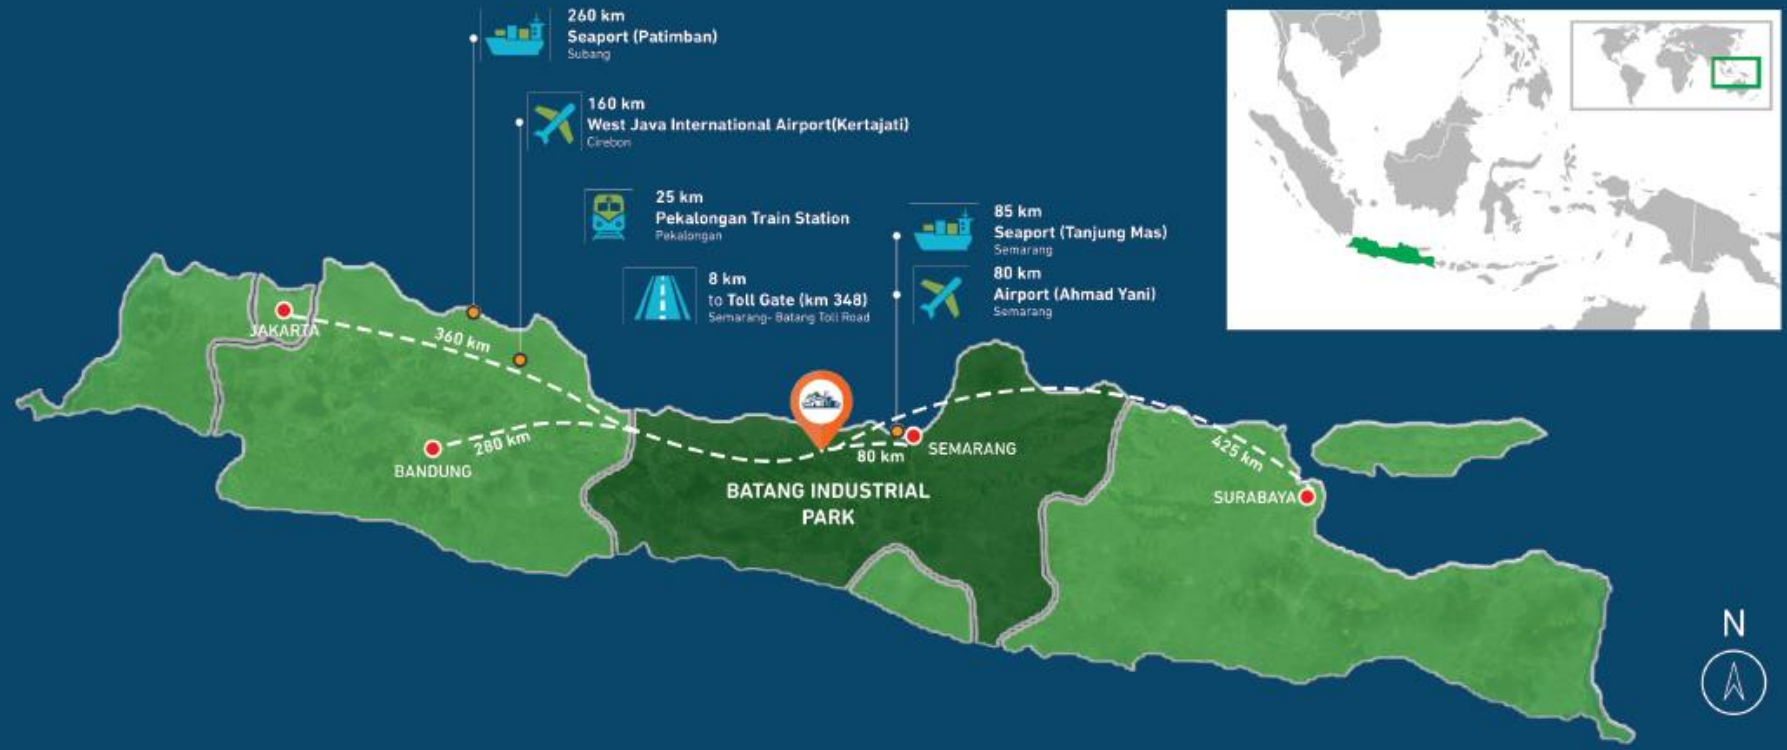 260 km
Seaport (Patimban)
Subang
160 km
West Java International Airport(Kertajati)
Cirebon
25 km
Pekalongan Train Station
Pekalongan
8 km
to Toll Gate (km 348)
Semarang- Batang Toll Road
85 km
Seaport (Tanjung Mas)
Semarang
80 km
Airport (Ahmad Yani)
Semarang
JAKARTA
360 km
BANDUNG
280 km
BATANG INDUSTRIAL
PARK
80 km
SEMARANG
425 km
SURABAYA
N